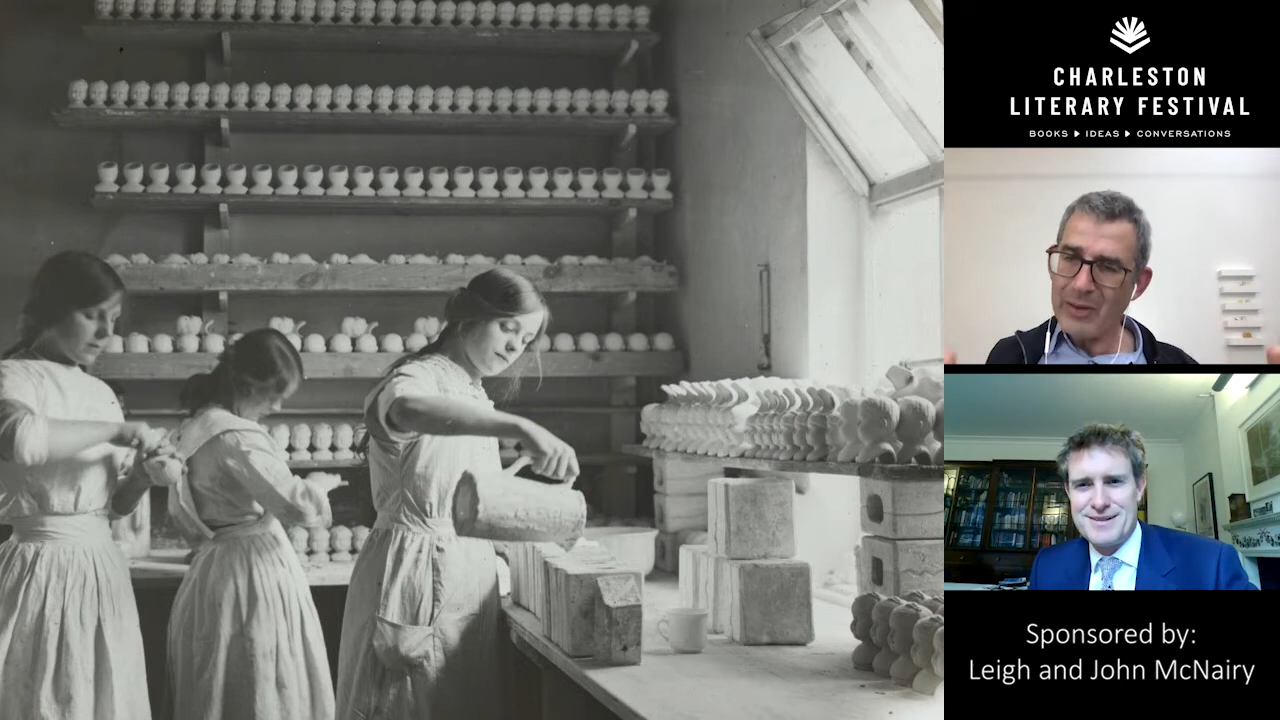 CHARLESTON
LITERARY FESTIVAL
BOOKS IDEAS CONVERSATIONS
Sponsored by:
Leigh and John McNairy